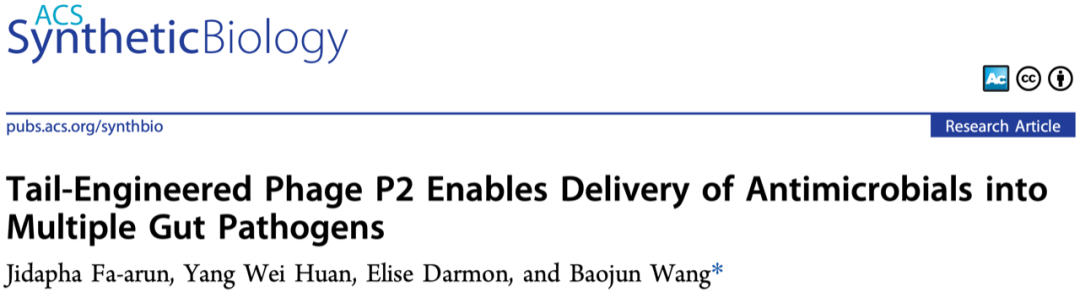 ACS
SyntheticBiology
Ac cc
pubs.acs.org/synthbio
Research Article
Tail-Engineered Phage P2 Enables Delivery of Antimicrobials into
Multiple Gut Pathogens
Jidapha Fa-arun, Yang Wei Huan, Elise Darmon, and Baojun Wang*